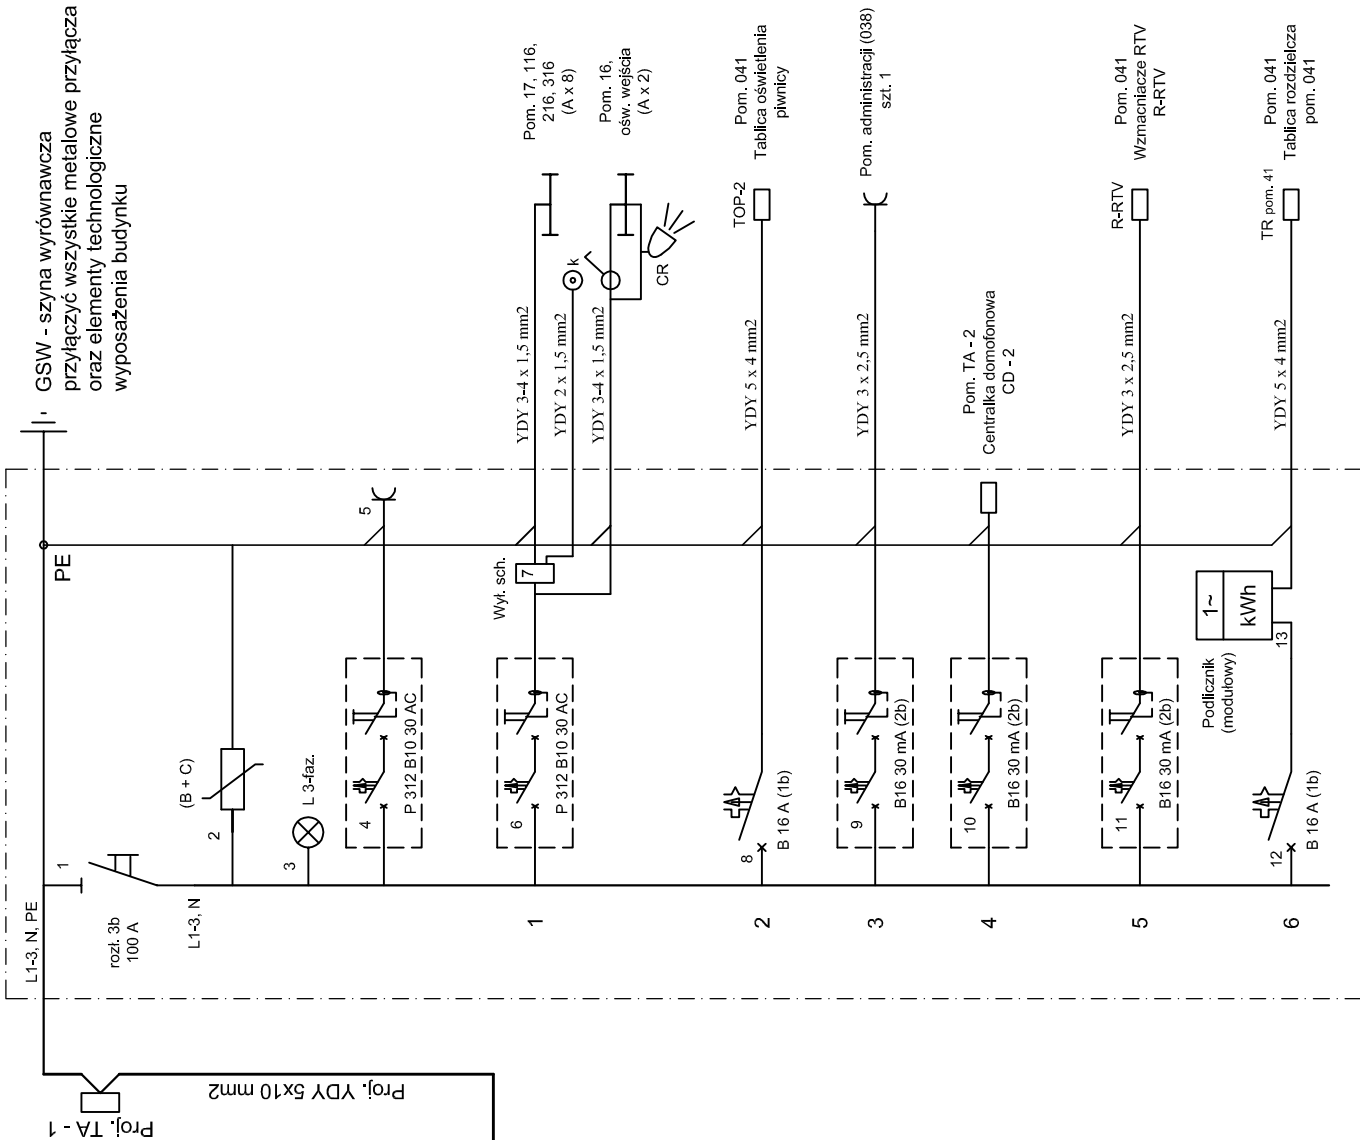 GSW - szyna wyrównawcza
przyłączyć wszystkie metalowe przyłącza
oraz elementy technologiczne
wyposażenia budynku
PE
L1-3, N, PE
1
rozł. 3b
100 A
L1-3, N
(B + C)
2
L 3-faz.
3
5
4
P 312 B10 30 AC
Pom. 17, 116,
216, 316
(A x 8)
Pom. 16,
ośw. wejścia
(A x 2)
k
CR
YDY 3-4 x 1,5 mm2
YDY 2 x 1,5 mm2
YDY 3-4 x 1,5 mm2
Wył. sch.
7
6
P 312 B10 30 AC
1
Pom. 041
Tablica oświetlenia
piwnicy
TOP-2
YDY 5 x 4 mm2
8
B 16 A (1b)
2
Pom. administracji (038)
szt. 1
YDY 3 x 2,5 mm2
9
B16 30 mA (2b)
3
Pom. TA - 2
Centralka domofonowa
CD - 2
10
B16 30 mA (2b)
4
Pom. 041
Wzmacniacze RTV
R-RTV
R-RTV
YDY 3 x 2,5 mm2
11
B16 30 mA (2b)
5
Pom. 041
Tablica rozdzielcza
pom. 041
TR pom. 41
YDY 5 x 4 mm2
1~
kWh
13
Podlicznik
(modułowy)
12
B 16 A (1b)
6
Proj. YDY 5x10 mm2
Proj. TA - 1